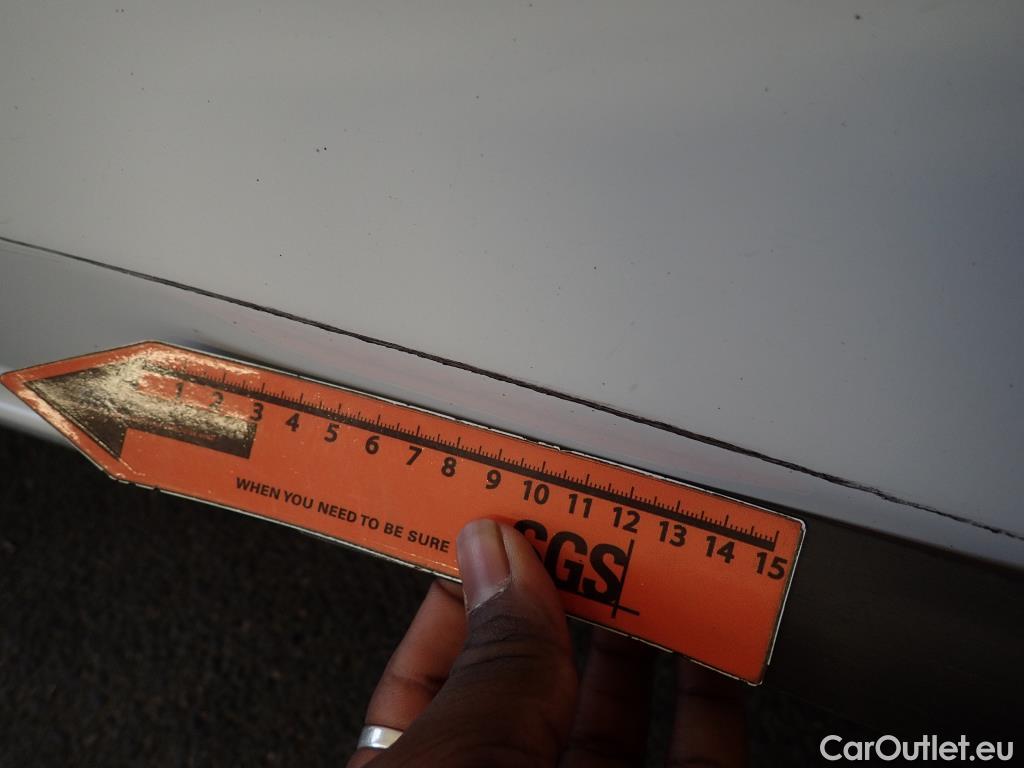 1 2 3 4 5 6 7 8 9 10 11 12 13 14 15
WHEN YOU NEED TO BE SURE
SGS
CarOutlet.eu